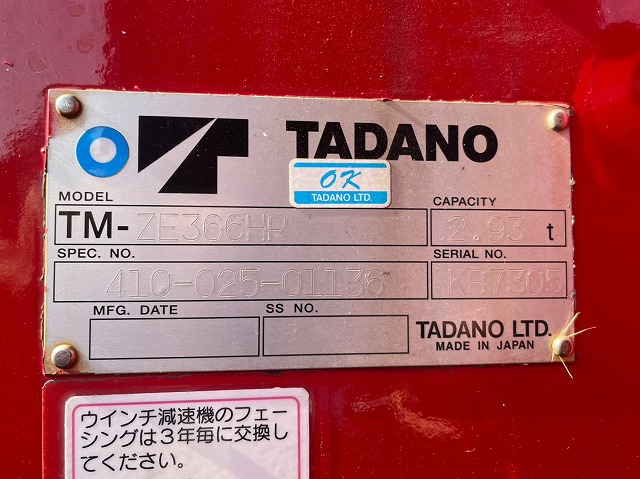 TADANO
OK
TADANO LTD.
MODEL
CAPACITY
TM-ZE366HR
2.93 t
SPEC. NO.
SERIAL NO.
410-025-01136
KB7305
MFG. DATE
SS NO.
TADANO LTD.
MADE IN JAPAN
ウインチ減速機のフェー
シングは3年毎に交換し
てください。